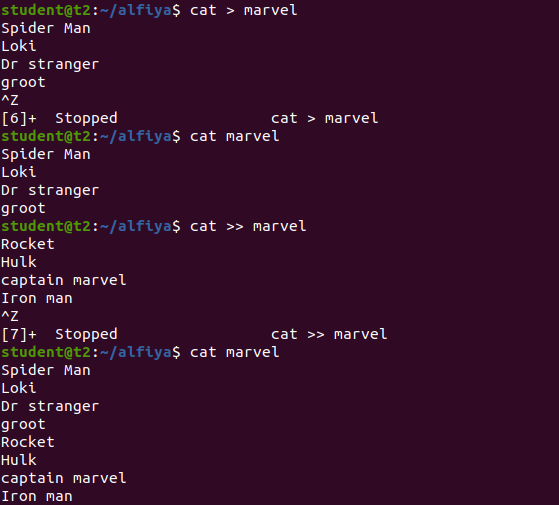 student@t2:~/alfiya$ cat > marvel
Spider Man
Loki
Dr stranger
groot
^Z
[6]+  Stopped                 cat > marvel
student@t2:~/alfiya$ cat marvel
Spider Man
Loki
Dr stranger
groot
student@t2:~/alfiya$ cat >> marvel
Rocket
Hulk
captain marvel
Iron man
^Z
[7]+  Stopped                 cat >> marvel
student@t2:~/alfiya$ cat marvel
Spider Man
Loki
Dr stranger
groot
Rocket
Hulk
captain marvel
Iron man